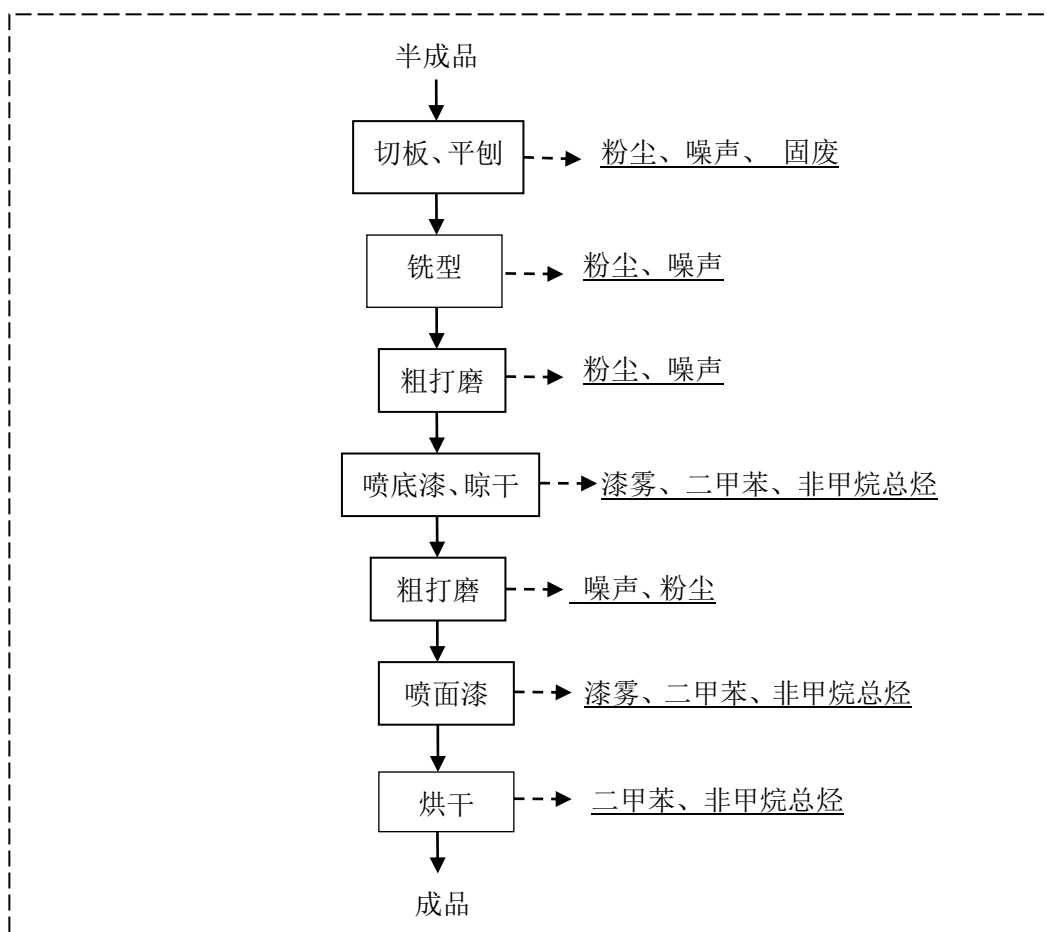 半成品
切板、平刨
粉尘、噪声、 固废
铣型
粉尘、噪声
粗打磨
粉尘、噪声
喷底漆、晾干
漆雾、二甲苯、非甲烷总烃
粗打磨
噪声、粉尘
喷面漆
漆雾、二甲苯、非甲烷总烃
烘干
二甲苯、非甲烷总烃
成品